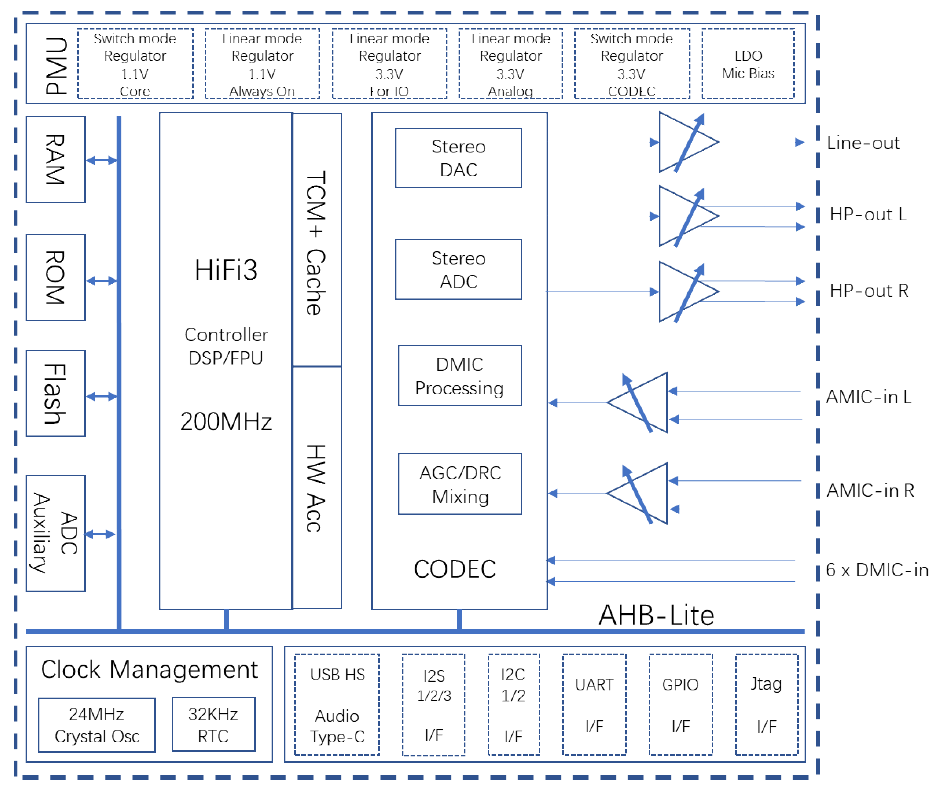 PMU
Switch mode
Regulator
1.1V
Core
Linear mode
Regulator
1.1V
Always On
Linear mode
Regulator
3.3V
For IO
Linear mode
Regulator
3.3V
Analog
Switch mode
Regulator
3.3V
CODEC
LDO
Mic Bias
RAM
ROM
Flash
ADC
Auxiliary
HiFi3
Controller
DSP/FPU
200MHz
TCM+ Cache
HW Acc
Stereo
DAC
Stereo
ADC
DMIC
Processing
AGC/DRC
Mixing
CODEC
Line-out
HP-out L
HP-out R
AMIC-in L
AMIC-in R
6 x DMIC-in
AHB-Lite
Clock Management
24MHz
Crystal Osc
32KHz
RTC
USB HS
Audio
Type-C
I2S
1/2/3
I/F
I2C
1/2
I/F
UART
I/F
GPIO
I/F
Jtag
I/F